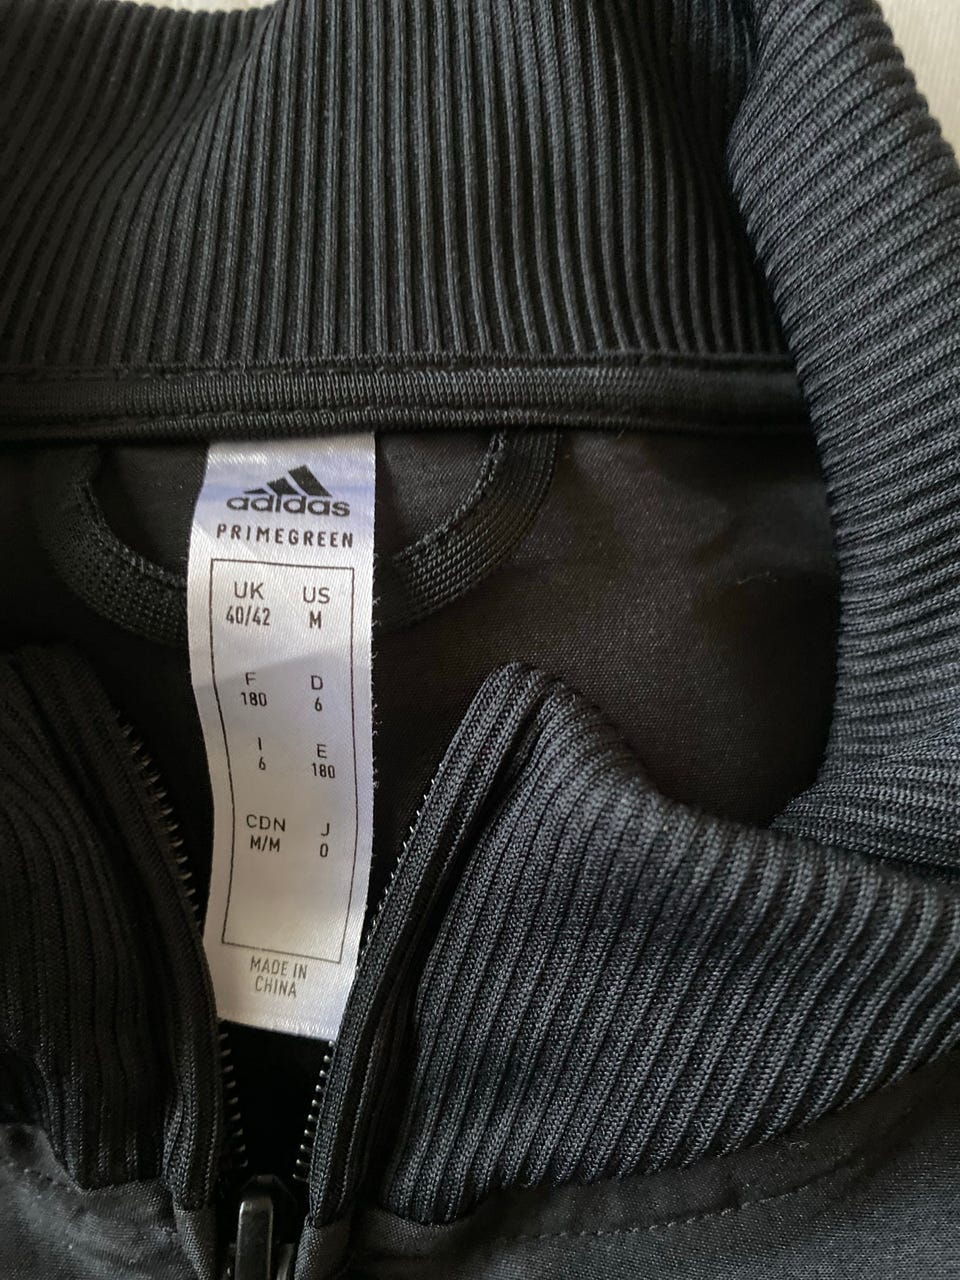 adidas
PRIMEGREEN
UK US
40/42 M
F D
180 6
I E
6 180
CDN J
M/M O
MADE IN
CHINA